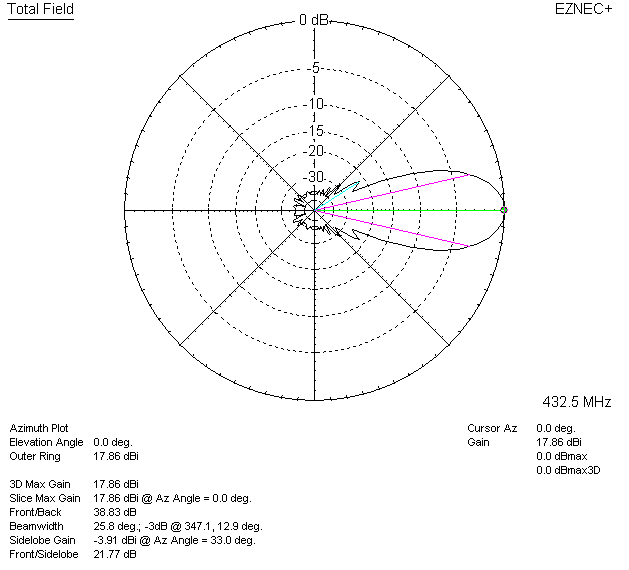 Total Field
EZNEC+
0 dB
-5
-10
-15
-20
-30
432.5 MHz
Azimuth Plot
Elevation Angle 0.0 deg.
Outer Ring 17.86 dBi
Cursor Az 0.0 deg.
Gain 17.86 dBi
0.0 dBmax
0.0 dBmax3D
3D Max Gain 17.86 dBi
Slice Max Gain 17.86 dBi @ Az Angle = 0.0 deg.
Front/Back 38.83 dB
Beamwidth 25.8 deg.; -3dB @ 347.1, 12.9 deg.
Sidelobe Gain -3.91 dBi @ Az Angle = 33.0 deg.
Front/Sidelobe 21.77 dB